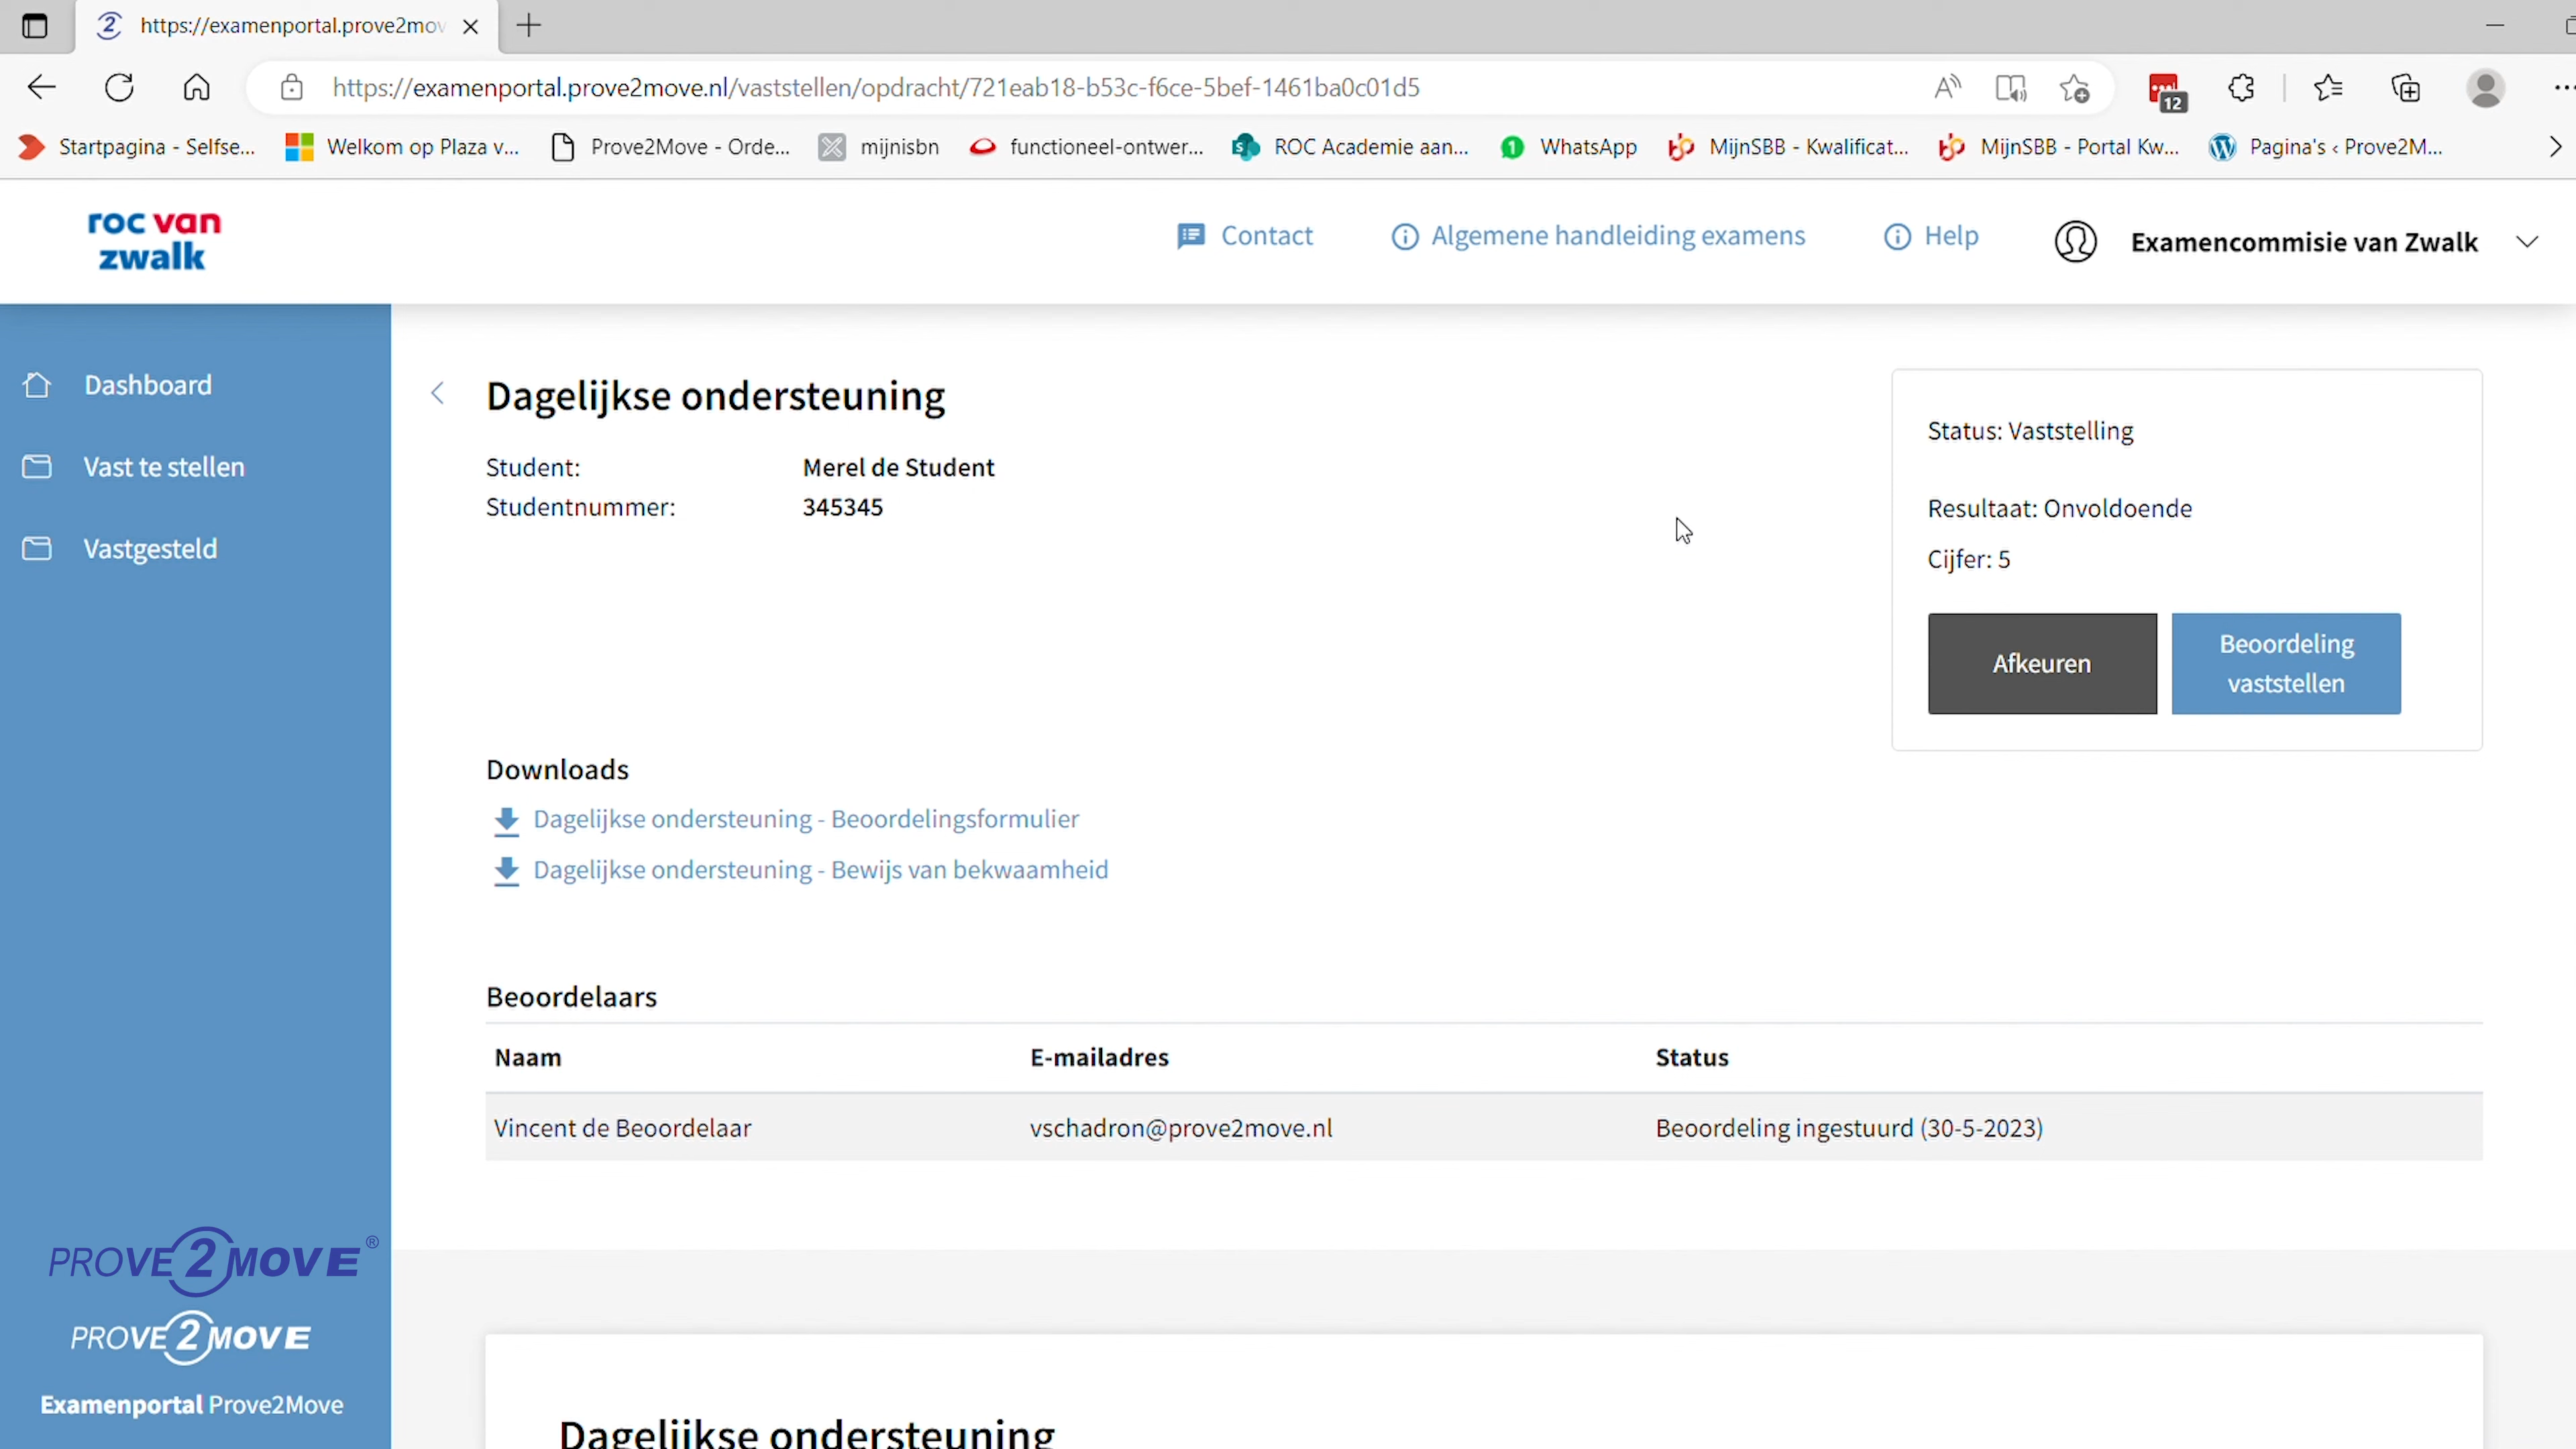 https://examenportal.prove2mov
https://examenportal.prove2move.nl/vaststellen/opdracht/721eab18-b53c-f6ce-5bef-1461ba0c01d5
12
Startpagina - Selfse...
Welkom op Plaza v...
Prove2Move - Orde...
mijnisbn
functioneel-ontwer...
ROC Academie aan...
WhatsApp
MijnSBB - Kwalificat...
MijnSBB - Portal Kw...
Pagina's ‹ Prove2M...
roc van
zwalk
Contact
Algemene handleiding examens
Help
Examencommisie van Zwalk
Dashboard
Vast te stellen
Vastgesteld
Dagelijkse ondersteuning
Student: Merel de Student
Studentnummer: 345345
Status: Vaststelling
Resultaat: Onvoldoende
Cijfer: 5
Afkeuren
Beoordeling
vaststellen
Downloads
Dagelijkse ondersteuning - Beoordelingsformulier
Dagelijkse ondersteuning - Bewijs van bekwaamheid
Beoordelaars
Naam E-mailadres Status
Vincent de Beoordelaar vschadron@prove2move.nl Beoordeling ingestuurd (30-5-2023)
PROVE2MOVE®
PROVE2MOVE
Examenportal Prove2Move
Dagelijkse ondersteuning